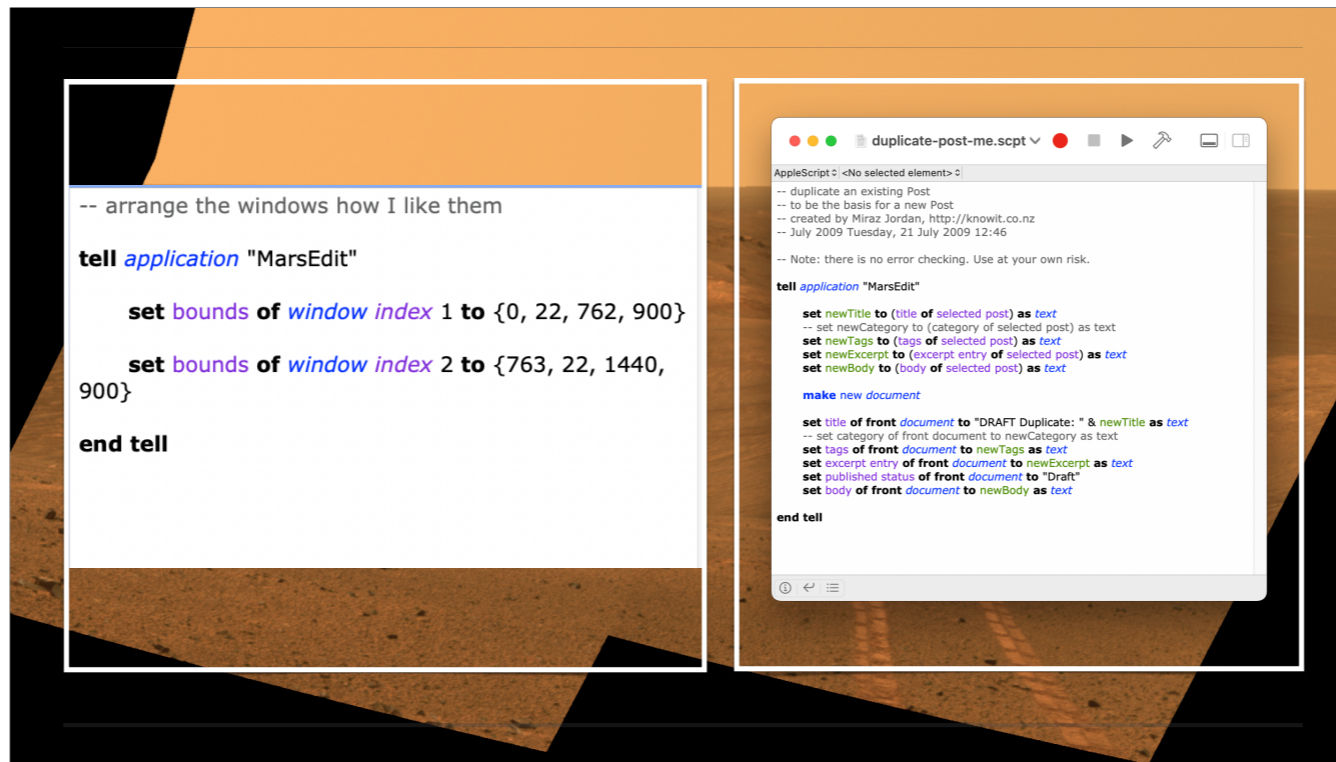 -- arrange the windows how I like them
tell application "MarsEdit"
set bounds of window index 1 to {0, 22, 762, 900}
set bounds of window index 2 to {763, 22, 1440,
900}
end tell
duplicate-post-me.scpt
AppleScript <No selected element>
-- duplicate an existing Post
-- to be the basis for a new Post
-- created by Miraz Jordan, http://knowit.co.nz
-- July 2009 Tuesday, 21 July 2009 12:46
-- Note: there is no error checking. Use at your own risk.
tell application "MarsEdit"
set newTitle to (title of selected post) as text
-- set newCategory to (category of selected post) as text
set newTags to (tags of selected post) as text
set newExcerpt to (excerpt entry of selected post) as text
set newBody to (body of selected post) as text
make new document
set title of front document to "DRAFT Duplicate: " & newTitle as text
-- set category of front document to newCategory as text
set tags of front document to newTags as text
set excerpt entry of front document to newExcerpt as text
set published status of front document to "Draft"
set body of front document to newBody as text
end tell